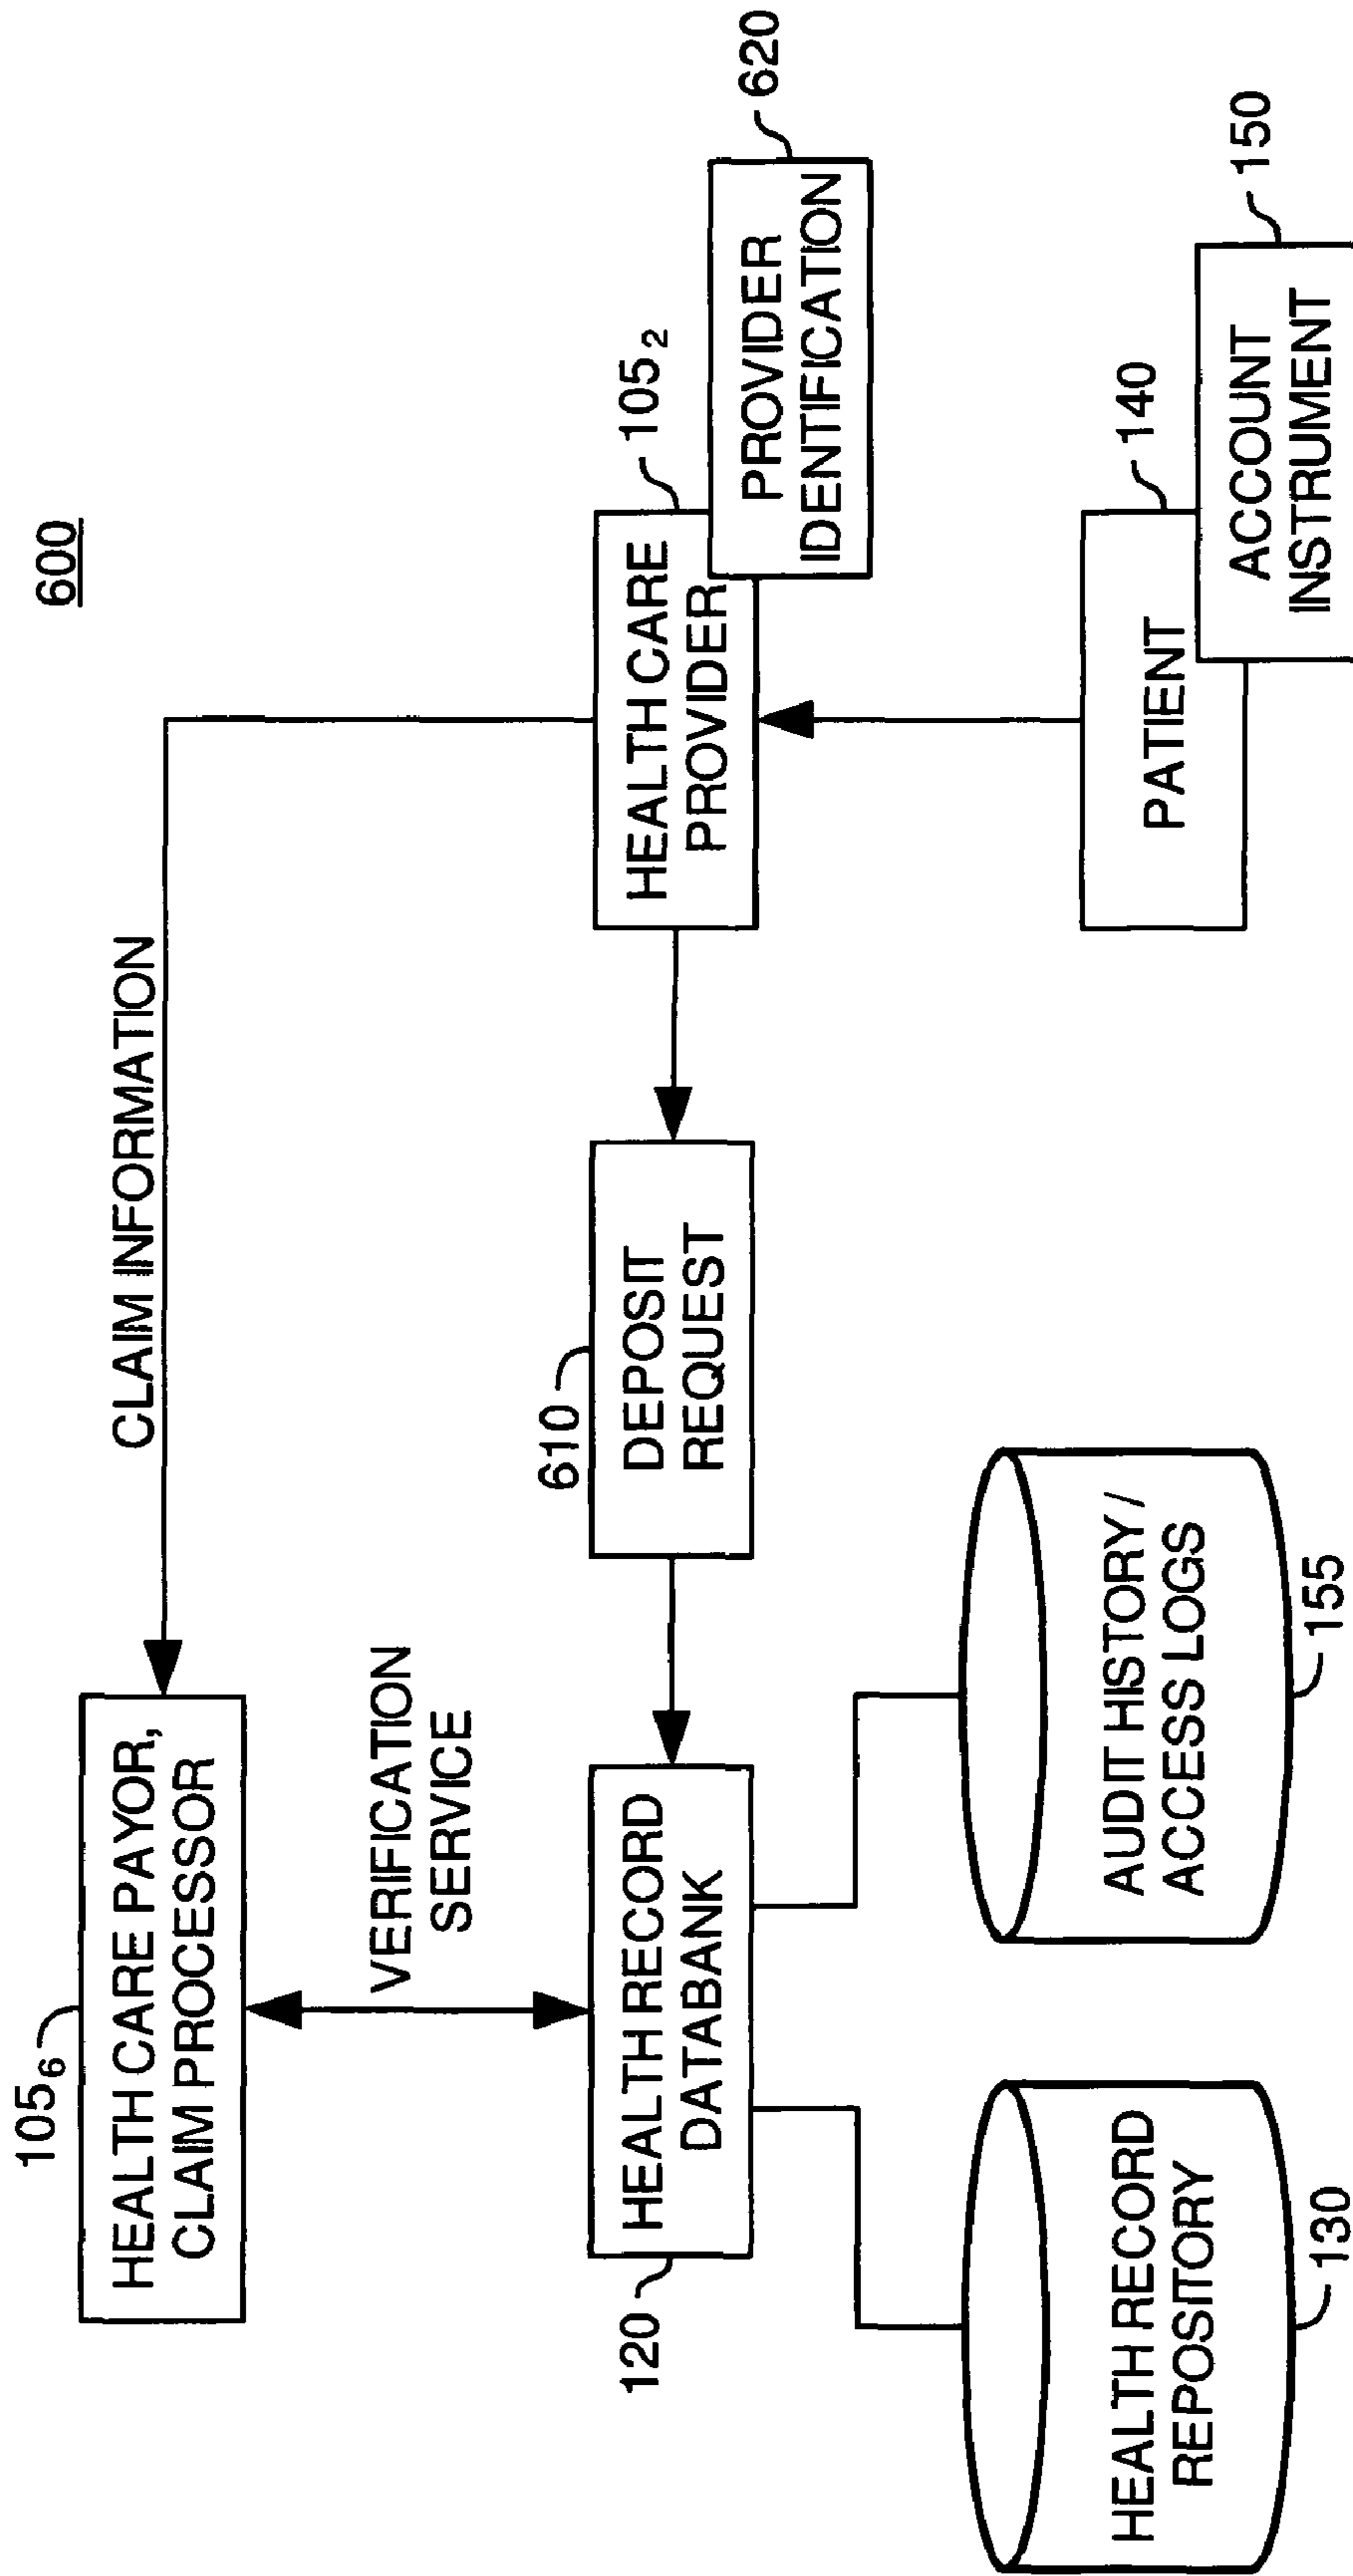 600
105₆
HEALTH CARE PAYOR,
CLAIM PROCESSOR
CLAIM INFORMATION
VERIFICATION
SERVICE
120
HEALTH RECORD
DATABANK
610
DEPOSIT
REQUEST
HEALTH CARE
PROVIDER
105₂
PROVIDER
IDENTIFICATION
620
HEALTH RECORD
REPOSITORY
130
AUDIT HISTORY /
ACCESS LOGS
155
PATIENT
140
ACCOUNT
INSTRUMENT
150